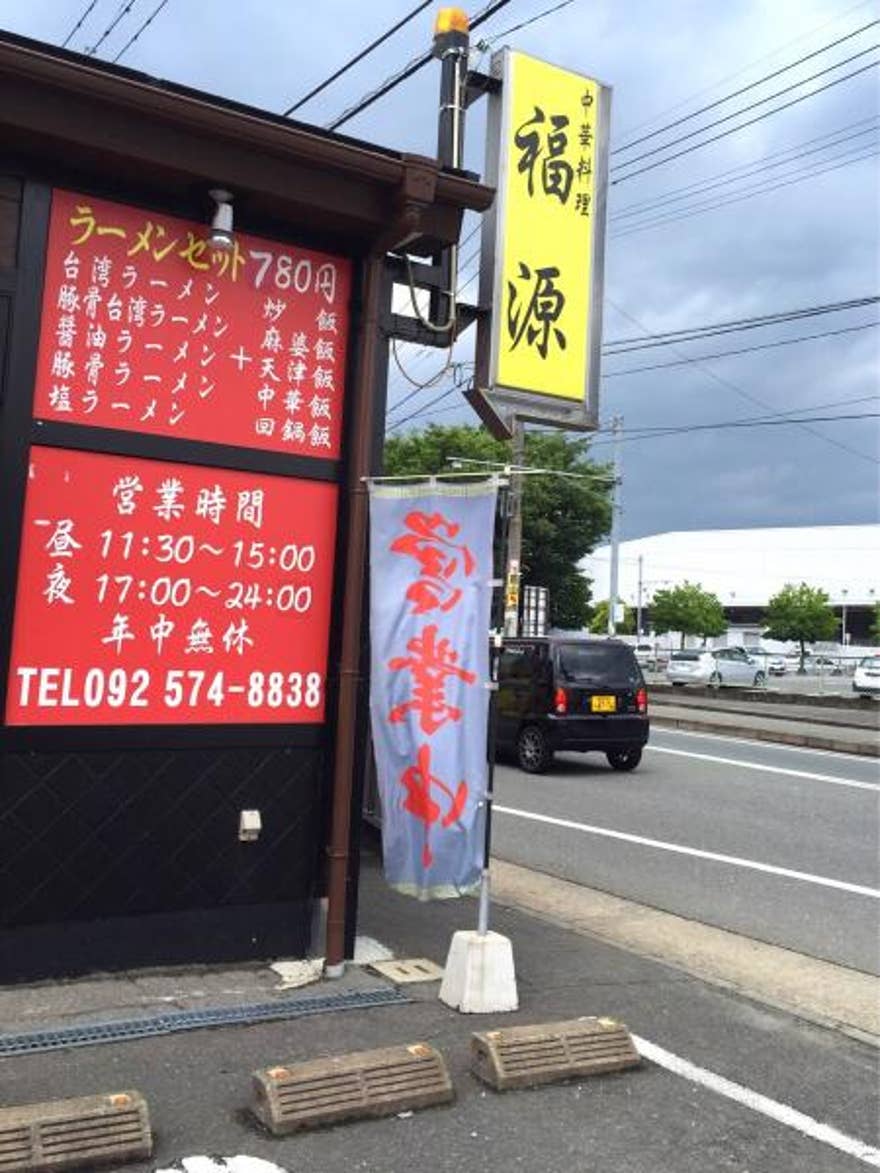 ラーメンセット780円
台湾ラーメン
豚骨台湾ラーメン
醤油ラーメン
豚骨ラーメン
塩ラーメン
＋
炒飯
麻婆飯
天津飯
中華飯
回鍋飯
営業時間
昼 11:30～15:00
夜 17:00～24:00
年中無休
TEL092 574-8838
中華料理
福源
営業中